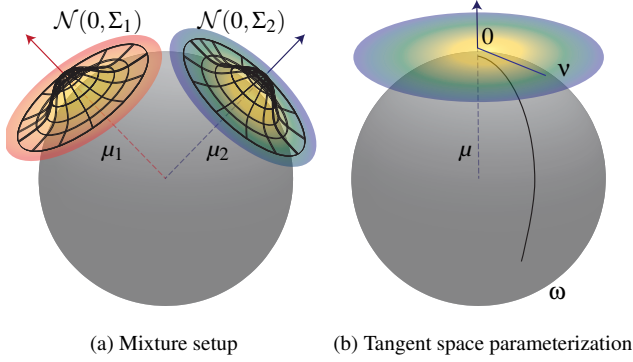 𝒩(0,Σ₁)
𝒩(0,Σ₂)
μ₁
μ₂
0
ν
μ
ω
(a) Mixture setup
(b) Tangent space parameterization